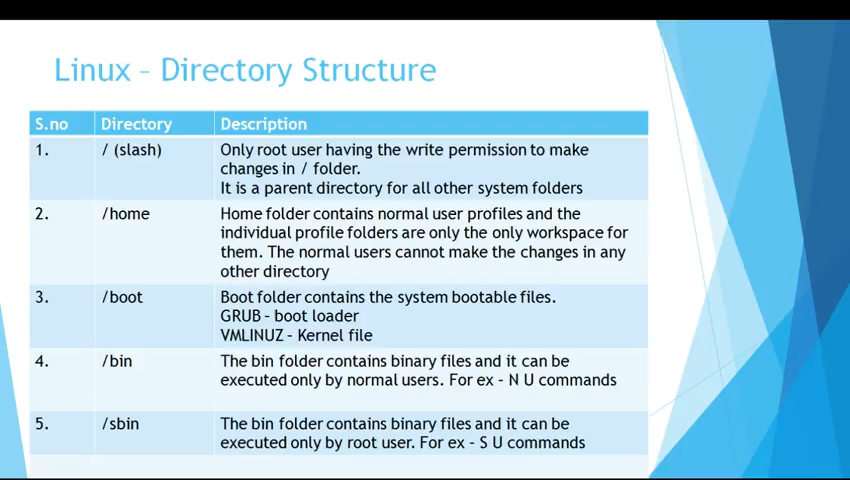 Linux – Directory Structure
S.no Directory Description
1. / (slash) Only root user having the write permission to make
changes in / folder.
It is a parent directory for all other system folders
2. /home Home folder contains normal user profiles and the
individual profile folders are only the only workspace for
them. The normal users cannot make the changes in any
other directory
3. /boot Boot folder contains the system bootable files.
GRUB – boot loader
VMLINUZ – Kernel file
4. /bin The bin folder contains binary files and it can be
executed only by normal users. For ex – N U commands
5. /sbin The bin folder contains binary files and it can be
executed only by root user. For ex – S U commands